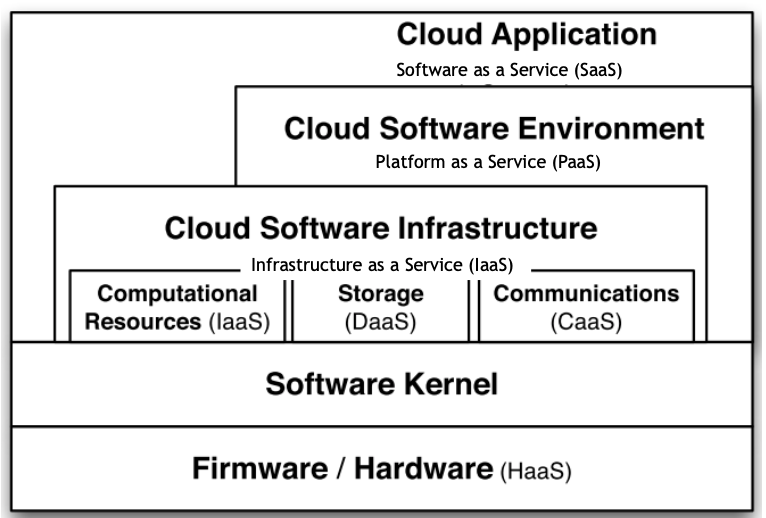 Cloud Application
Software as a Service (SaaS)
Cloud Software Environment
Platform as a Service (PaaS)
Cloud Software Infrastructure
Infrastructure as a Service (IaaS)
Computational
Resources (IaaS)
Storage
(DaaS)
Communications
(CaaS)
Software Kernel
Firmware / Hardware (HaaS)